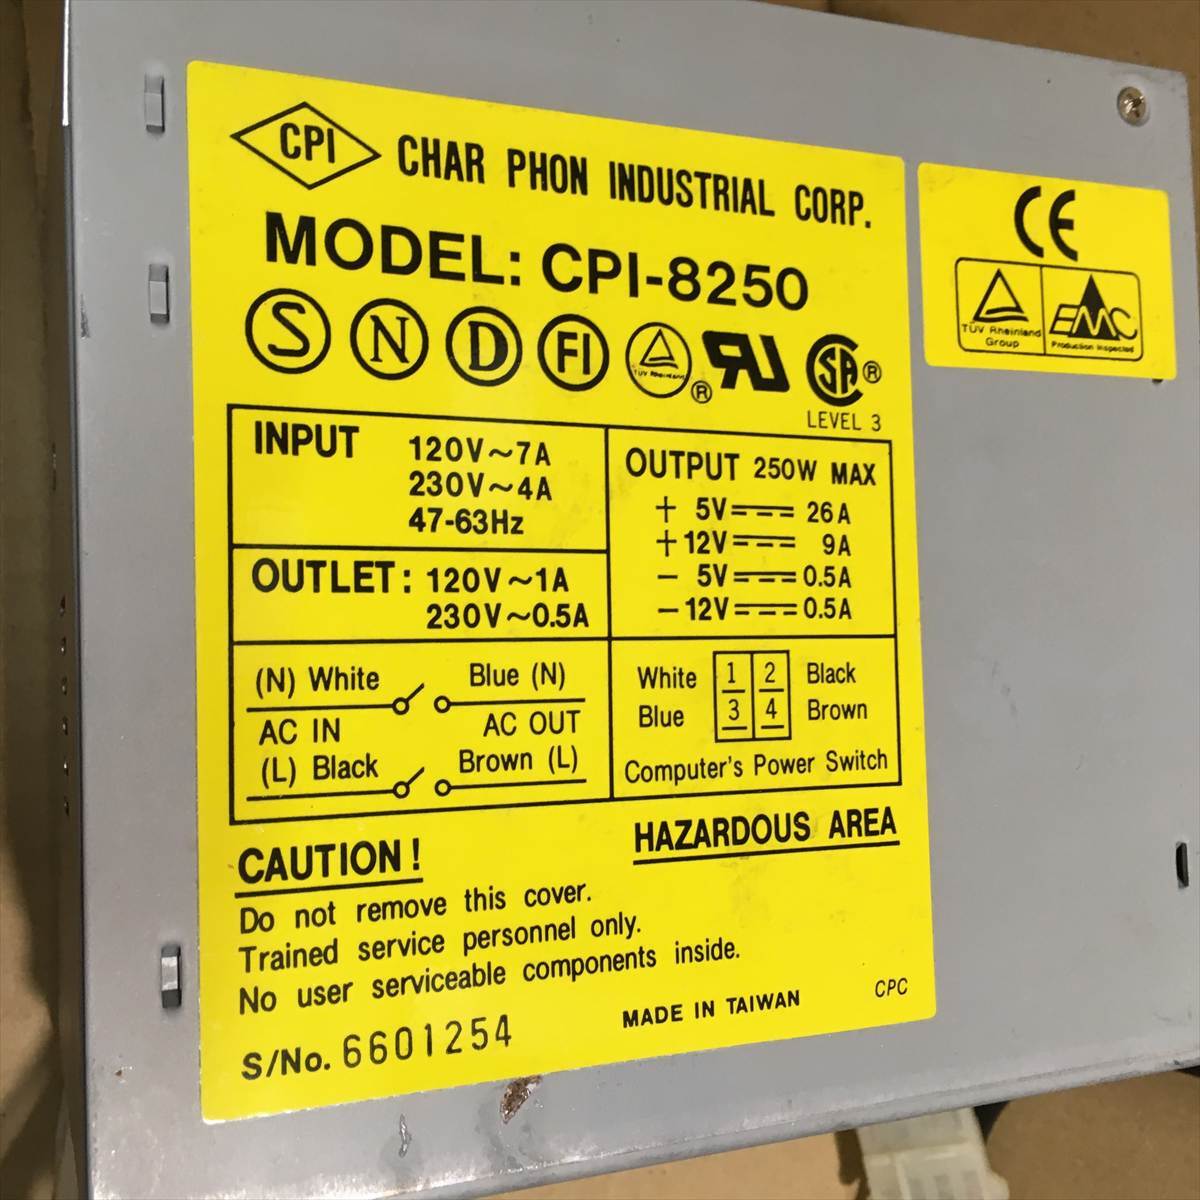 CPI CHAR PHON INDUSTRIAL CORP.
MODEL: CPI-8250
S N D FI TÜV Rheinland ® RU SA ®
LEVEL 3
INPUT 120V~7A
230V~4A
47-63Hz
OUTLET: 120V~1A
230V~0.5A
OUTPUT 250W MAX
+ 5V 26A
+12V 9A
- 5V 0.5A
-12V 0.5A
(N) White Blue (N)
AC IN AC OUT
(L) Black Brown (L)
White 1 2 Black
Blue 3 4 Brown
Computer's Power Switch
CAUTION! HAZARDOUS AREA
Do not remove this cover.
Trained service personnel only.
No user serviceable components inside.
S/No. 6601254
MADE IN TAIWAN CPC
CE
TÜV Rheinland
Group
EMC
Production inspected